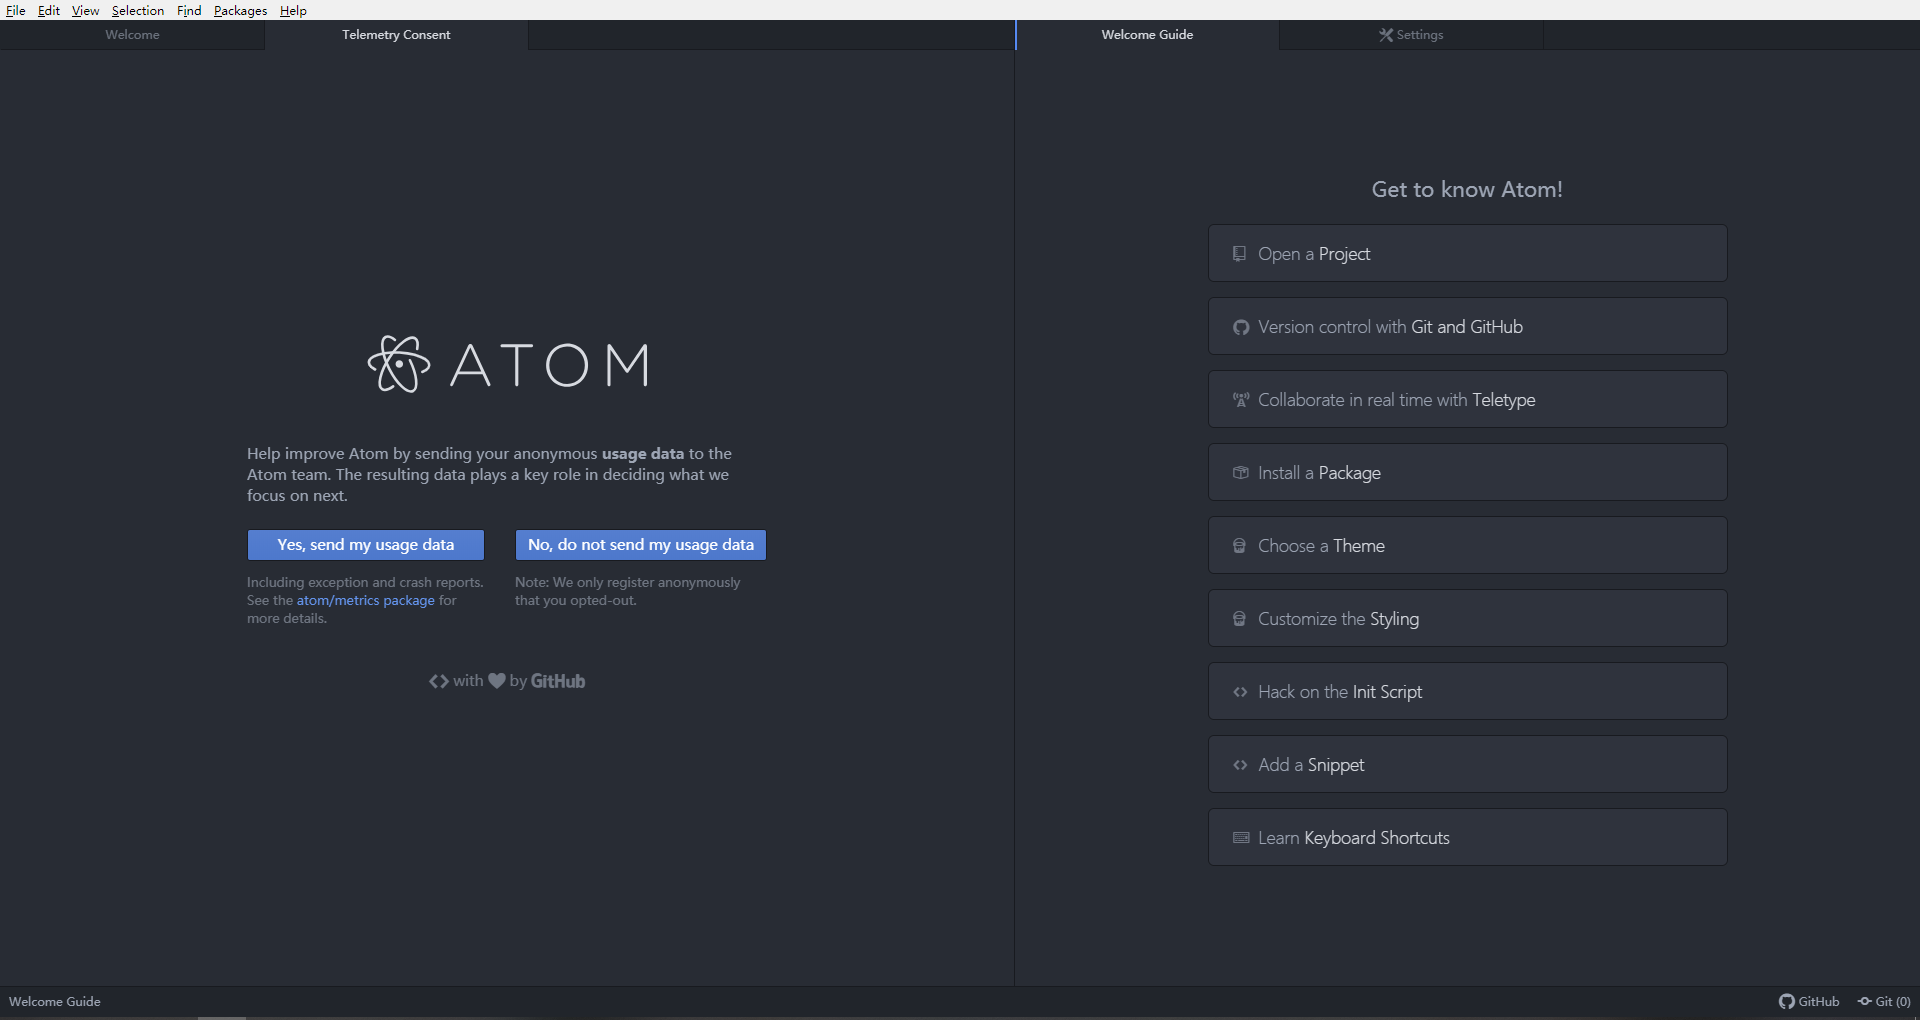 File Edit View Selection Find Packages Help
Welcome
Telemetry Consent
Welcome Guide
Settings
ATOM
Help improve Atom by sending your anonymous usage data to the
Atom team. The resulting data plays a key role in deciding what we
focus on next.
Yes, send my usage data
Including exception and crash reports.
See the atom/metrics package for
more details.
No, do not send my usage data
Note: We only register anonymously
that you opted-out.
with by GitHub
Get to know Atom!
Open a Project
Version control with Git and GitHub
Collaborate in real time with Teletype
Install a Package
Choose a Theme
Customize the Styling
Hack on the Init Script
Add a Snippet
Learn Keyboard Shortcuts
Welcome Guide
GitHub
Git (0)